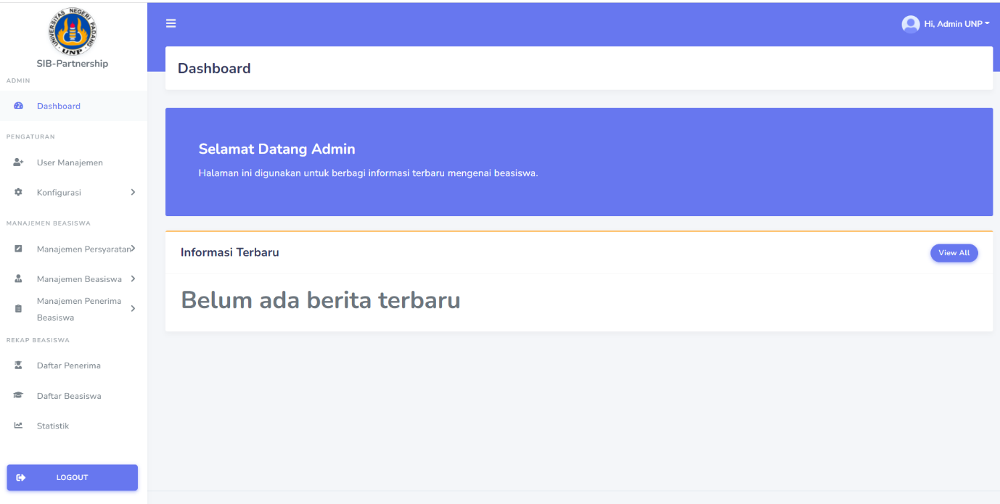 UNIVERSITAS NEGERI PADANG
UNP
SIB-Partnership
ADMIN
Dashboard
PENGATURAN
User Manajemen
Konfigurasi
MANAJEMEN BEASISWA
Manajemen Persyaratan
Manajemen Beasiswa
Manajemen Penerima
Beasiswa
REKAP BEASISWA
Daftar Penerima
Daftar Beasiswa
Statistik
LOGOUT
Hi, Admin UNP
Dashboard
Selamat Datang Admin
Halaman ini digunakan untuk berbagi informasi terbaru mengenai beasiswa.
Informasi Terbaru
View All
Belum ada berita terbaru